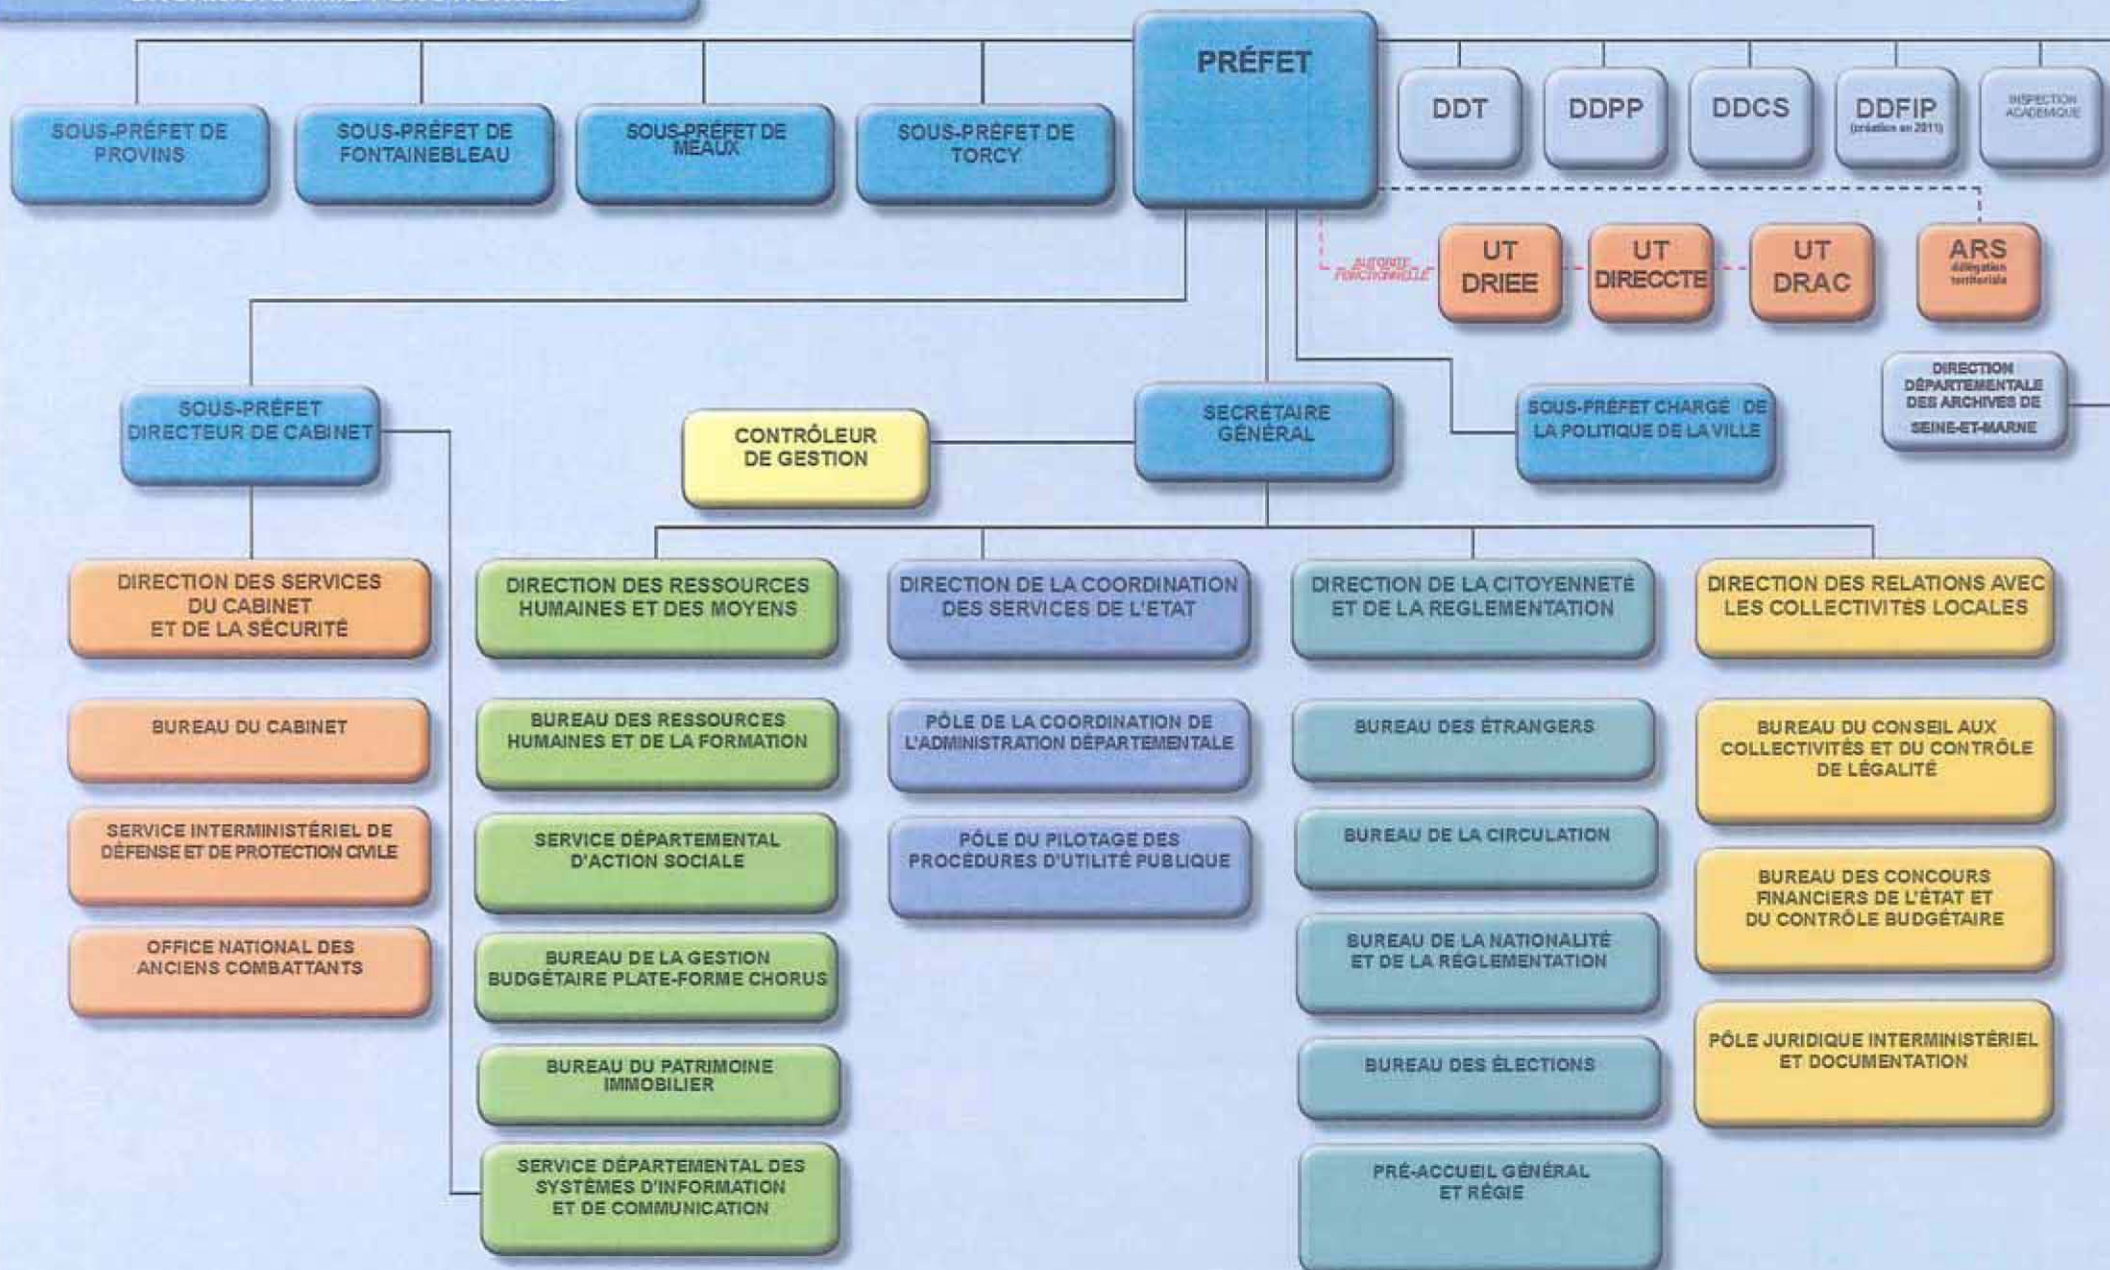 PRÉFET
SOUS-PRÉFET DE
PROVINS
SOUS-PRÉFET DE
FONTAINEBLEAU
SOUS-PRÉFET DE
MEAUX
SOUS-PRÉFET DE
TORCY
DDT
DDPP
DDCS
DDFIP
(création en 2011)
INSPECTION
ACADEMIQUE
AUTORITE
FONCTIONNELLE
UT
DRIEE
UT
DIRECCTE
UT
DRAC
ARS
délégation
territoriale
DIRECTION
DÉPARTEMENTALE
DES ARCHIVES DE
SEINE-ET-MARNE
SOUS-PRÉFET
DIRECTEUR DE CABINET
CONTRÔLEUR
DE GESTION
SECRÉTAIRE
GÉNÉRAL
SOUS-PRÉFET CHARGÉ DE
LA POLITIQUE DE LA VILLE
DIRECTION DES SERVICES
DU CABINET
ET DE LA SÉCURITÉ
BUREAU DU CABINET
SERVICE INTERMINISTÉRIEL DE
DÉFENSE ET DE PROTECTION CIVILE
OFFICE NATIONAL DES
ANCIENS COMBATTANTS
DIRECTION DES RESSOURCES
HUMAINES ET DES MOYENS
BUREAU DES RESSOURCES
HUMAINES ET DE LA FORMATION
SERVICE DÉPARTEMENTAL
D'ACTION SOCIALE
BUREAU DE LA GESTION
BUDGÉTAIRE PLATE-FORME CHORUS
BUREAU DU PATRIMOINE
IMMOBILIER
SERVICE DÉPARTEMENTAL DES
SYSTÈMES D'INFORMATION
ET DE COMMUNICATION
DIRECTION DE LA COORDINATION
DES SERVICES DE L'ETAT
PÔLE DE LA COORDINATION DE
L'ADMINISTRATION DÉPARTEMENTALE
PÔLE DU PILOTAGE DES
PROCÉDURES D'UTILITÉ PUBLIQUE
DIRECTION DE LA CITOYENNETÉ
ET DE LA RÉGLEMENTATION
BUREAU DES ÉTRANGERS
BUREAU DE LA CIRCULATION
BUREAU DE LA NATIONALITÉ
ET DE LA RÉGLEMENTATION
BUREAU DES ÉLECTIONS
PRÉ-ACCUEIL GÉNÉRAL
ET RÉGIE
DIRECTION DES RELATIONS AVEC
LES COLLECTIVITÉS LOCALES
BUREAU DU CONSEIL AUX
COLLECTIVITÉS ET DU CONTRÔLE
DE LÉGALITÉ
BUREAU DES CONCOURS
FINANCIERS DE L'ÉTAT ET
DU CONTRÔLE BUDGÉTAIRE
PÔLE JURIDIQUE INTERMINISTÉRIEL
ET DOCUMENTATION